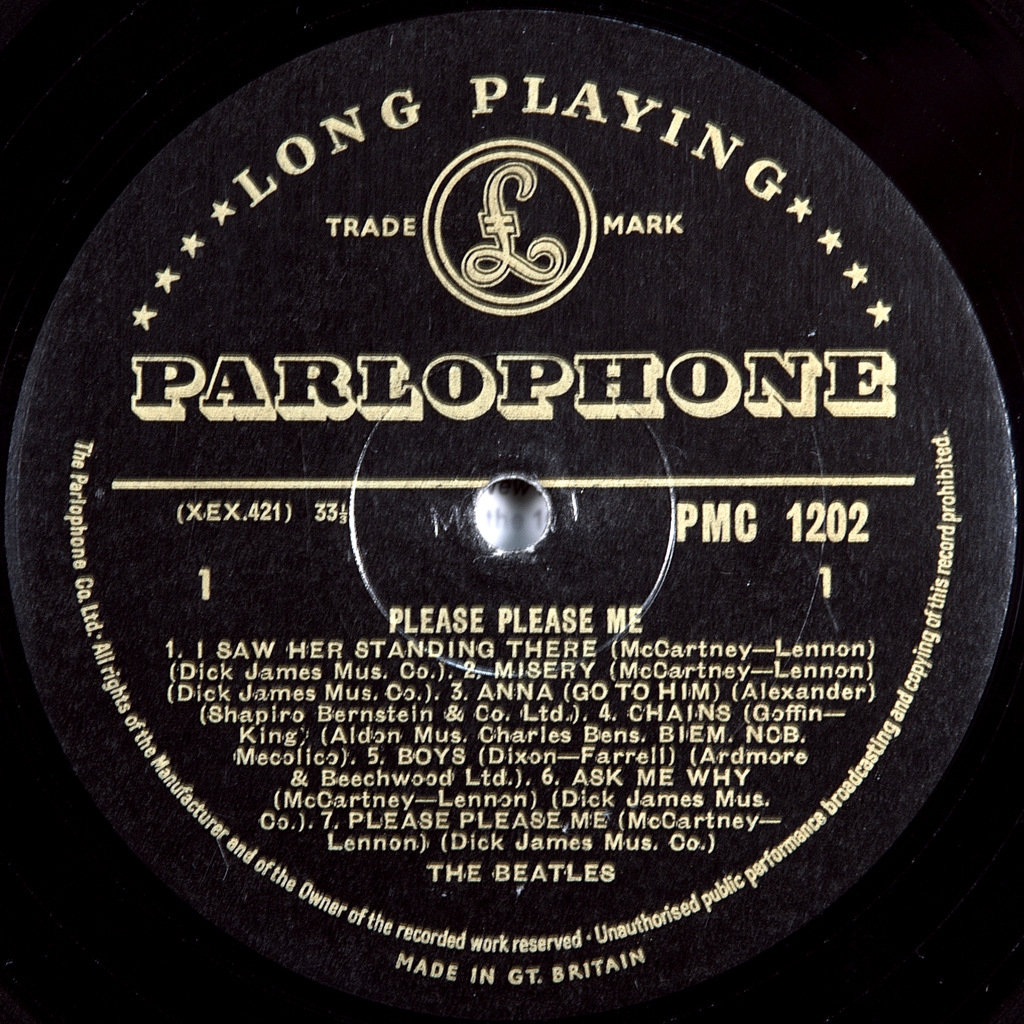 LONG PLAYING
TRADE £ MARK
PARLOPHONE
(XEX.421) 33⅓
PMC 1202
1
1
PLEASE PLEASE ME
1. I SAW HER STANDING THERE (McCartney—Lennon)
(Dick James Mus. Co.). 2. MISERY (McCartney—Lennon)
(Dick James Mus. Co.). 3. ANNA (GO TO HIM) (Alexander)
(Shapiro Bernstein & Co. Ltd.). 4. CHAINS (Goffin—
King) (Aldon Mus. Charles Bens. BIEM. NCB.
Mecolico). 5. BOYS (Dixon—Farrell) (Ardmore
& Beechwood Ltd.). 6. ASK ME WHY
(McCartney—Lennon) (Dick James Mus.
Co.). 7. PLEASE PLEASE ME (McCartney—
Lennon) (Dick James Mus. Co.)
THE BEATLES
The Parlophone Co. Ltd. · All rights of the Manufacturer and of the Owner of the recorded work reserved · Unauthorised public performance broadcasting and copying of this record prohibited.
MADE IN GT. BRITAIN